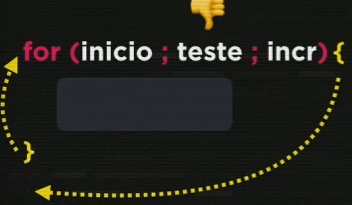 for (inicio ; teste ; incr) {
}